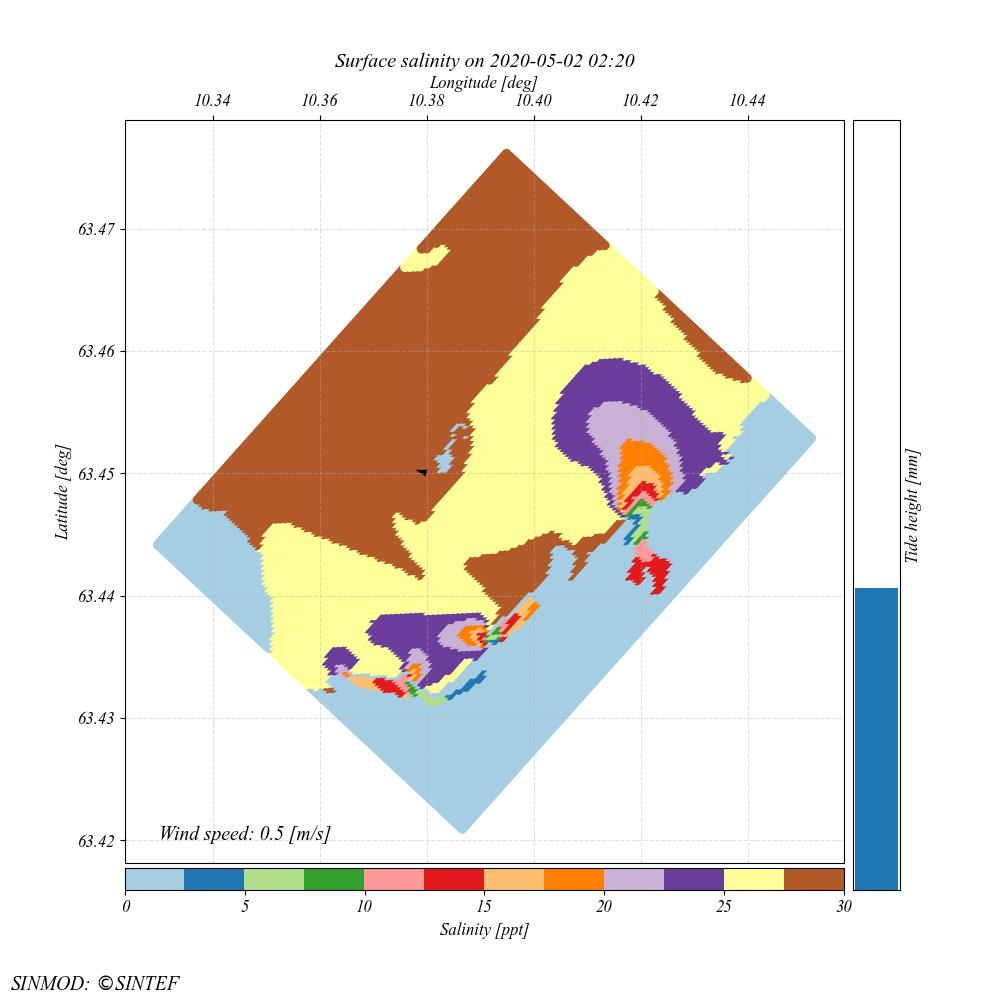 Surface salinity on 2020-05-02 02:20
Longitude [deg]
10.34 10.36 10.38 10.40 10.42 10.44
63.47
63.46
63.45
63.44
63.43
63.42
Latitude [deg]
Tide height [mm]
Wind speed: 0.5 [m/s]
0 5 10 15 20 25 30
Salinity [ppt]
SINMOD: ©SINTEF